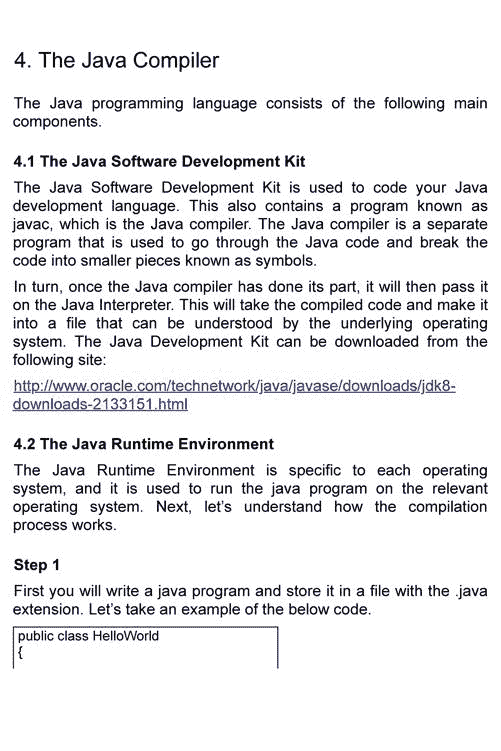 4. The Java Compiler
The Java programming language consists of the following main
components.
4.1 The Java Software Development Kit
The Java Software Development Kit is used to code your Java
development language. This also contains a program known as
javac, which is the Java compiler. The Java compiler is a separate
program that is used to go through the Java code and break the
code into smaller pieces known as symbols.
In turn, once the Java compiler has done its part, it will then pass it
on the Java Interpreter. This will take the compiled code and make it
into a file that can be understood by the underlying operating
system. The Java Development Kit can be downloaded from the
following site:
http://www.oracle.com/technetwork/java/javase/downloads/jdk8-
downloads-2133151.html
4.2 The Java Runtime Environment
The Java Runtime Environment is specific to each operating
system, and it is used to run the java program on the relevant
operating system. Next, let's understand how the compilation
process works.
Step 1
First you will write a java program and store it in a file with the .java
extension. Let's take an example of the below code.
public class HelloWorld
{